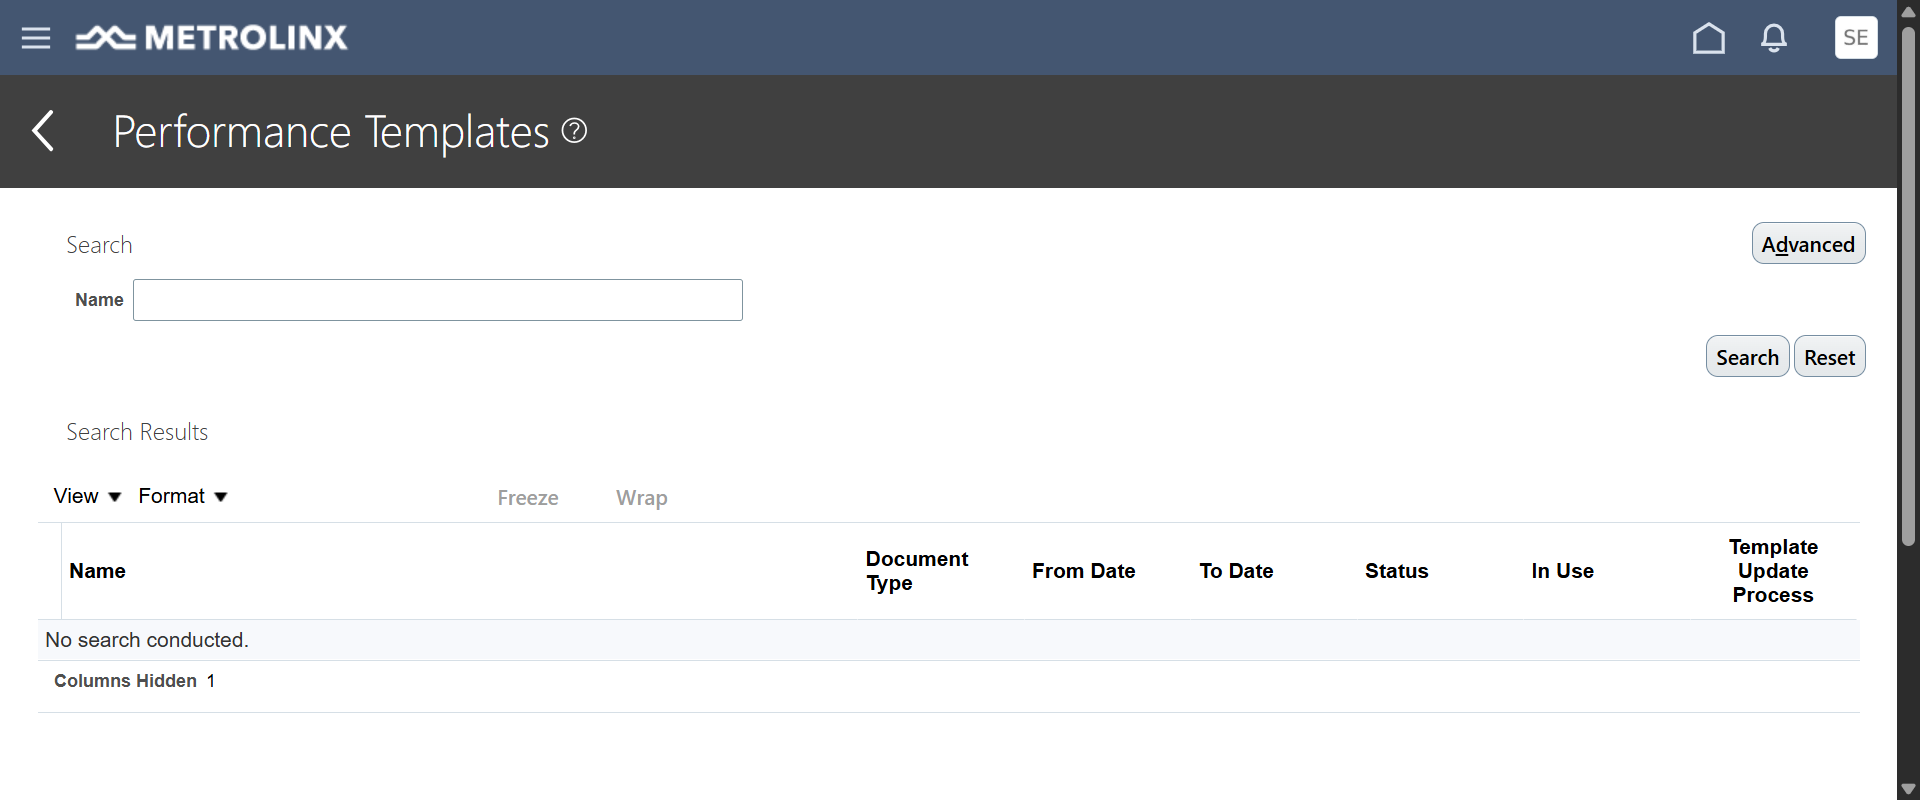 METROLINX
SE
Performance Templates ?
Search
Advanced
Name
Search Reset
Search Results
View Format Freeze Wrap
Name
Document
Type
From Date
To Date
Status
In Use
Template
Update
Process
No search conducted.
Columns Hidden 1